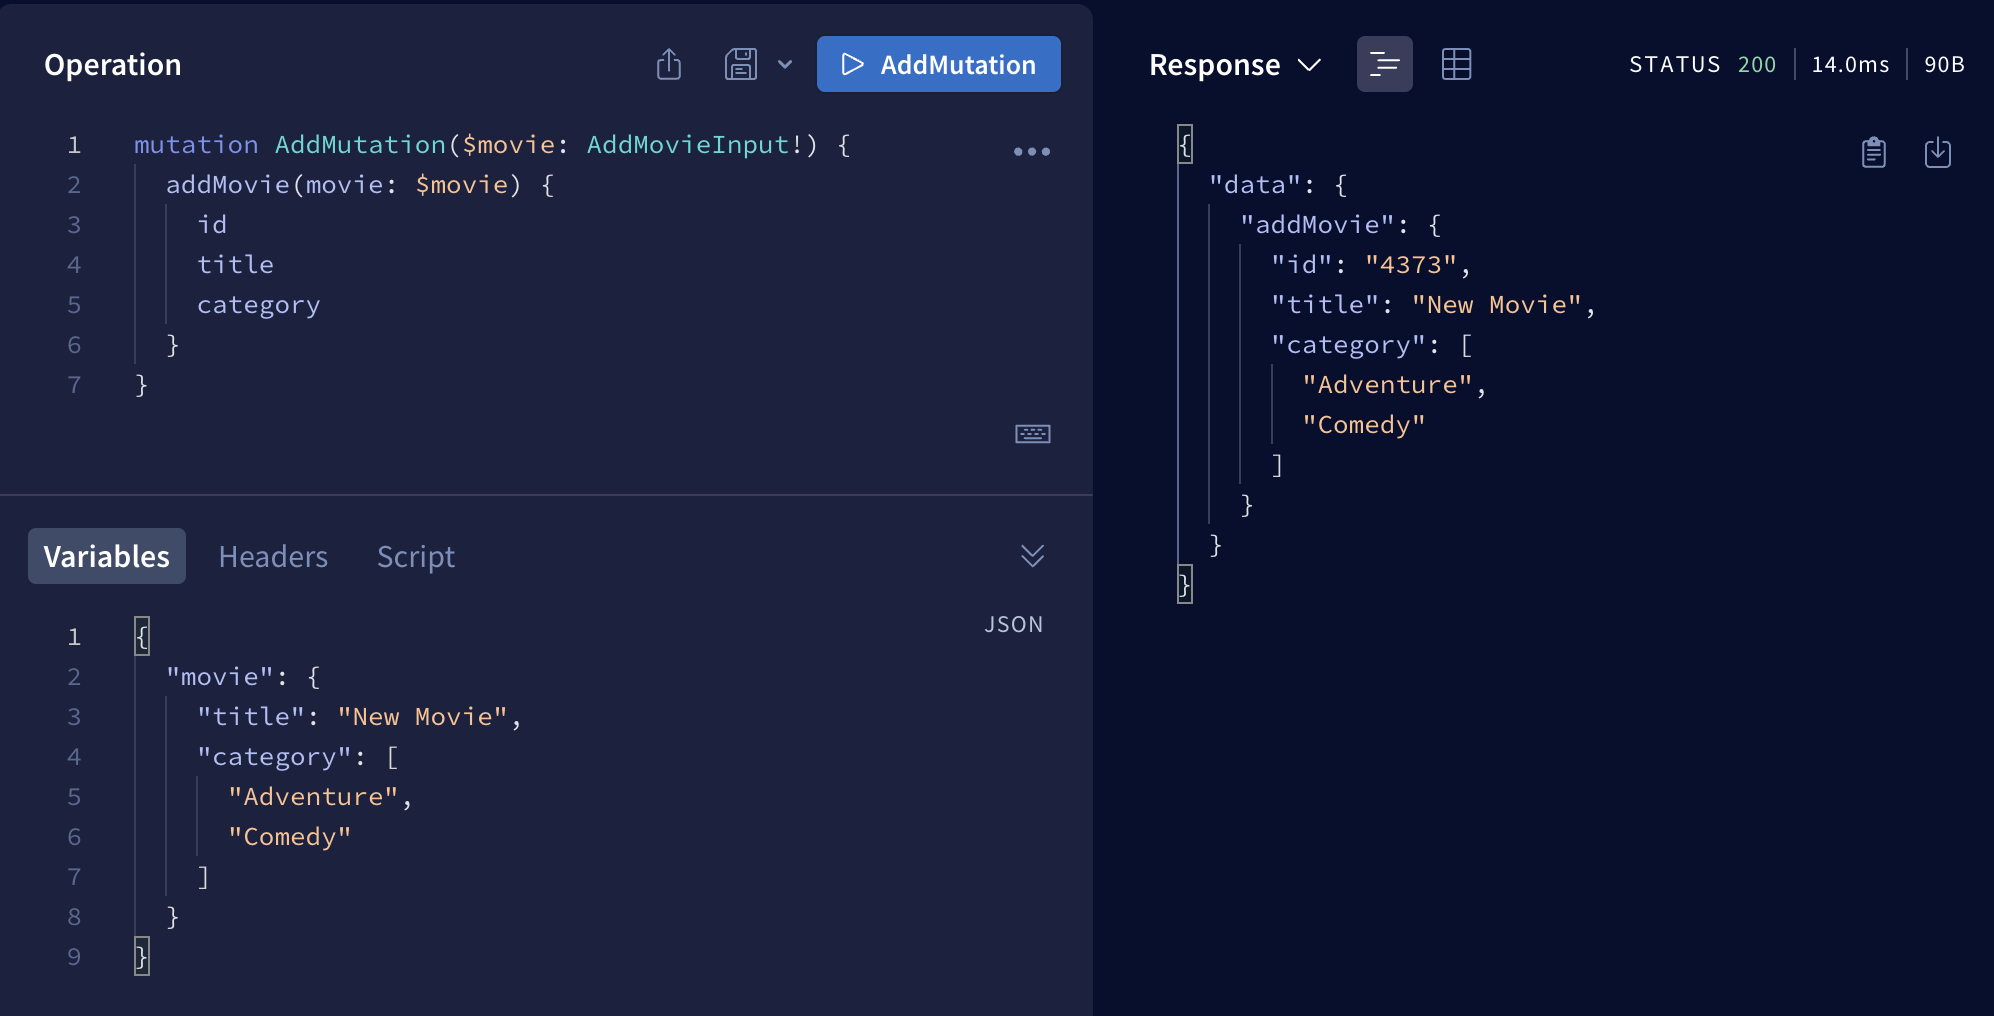 Operation
AddMutation
1 mutation AddMutation($movie: AddMovieInput!) {
2   addMovie(movie: $movie) {
3     id
4     title
5     category
6   }
7 }
Variables Headers Script
JSON
1 {
2   "movie": {
3     "title": "New Movie",
4     "category": [
5       "Adventure",
6       "Comedy"
7     ]
8   }
9 }
Response
STATUS 200 14.0ms 90B
{
  "data": {
    "addMovie": {
      "id": "4373",
      "title": "New Movie",
      "category": [
        "Adventure",
        "Comedy"
      ]
    }
  }
}